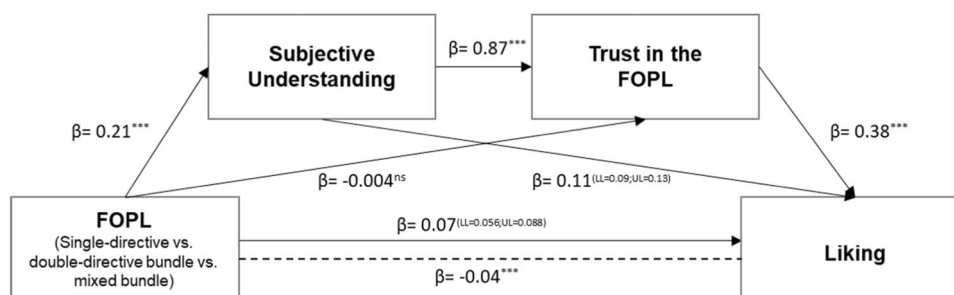 Subjective
Understanding
β= 0.87***
Trust in the
FOPL
β= 0.21***
β= 0.38***
β= -0.004ns
β= 0.11(LL=0.09;UL=0.13)
FOPL
(Single-directive vs.
double-directive bundle vs.
mixed bundle)
β= 0.07(LL=0.056;UL=0.088)
β= -0.04***
Liking